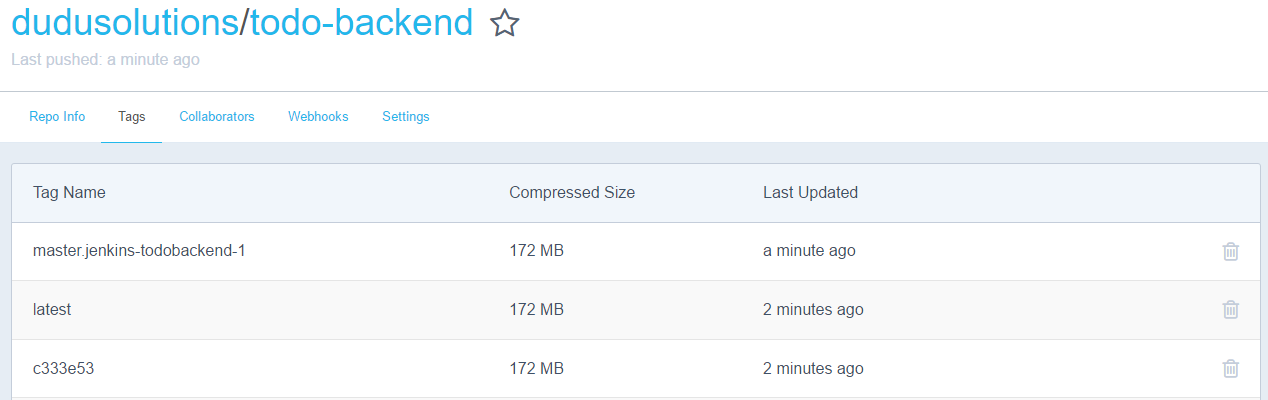 dudusolutions/todo-backend
Last pushed: a minute ago
Repo Info Tags Collaborators Webhooks Settings
Tag Name Compressed Size Last Updated
master.jenkins-todobackend-1 172 MB a minute ago
latest 172 MB 2 minutes ago
c333e53 172 MB 2 minutes ago